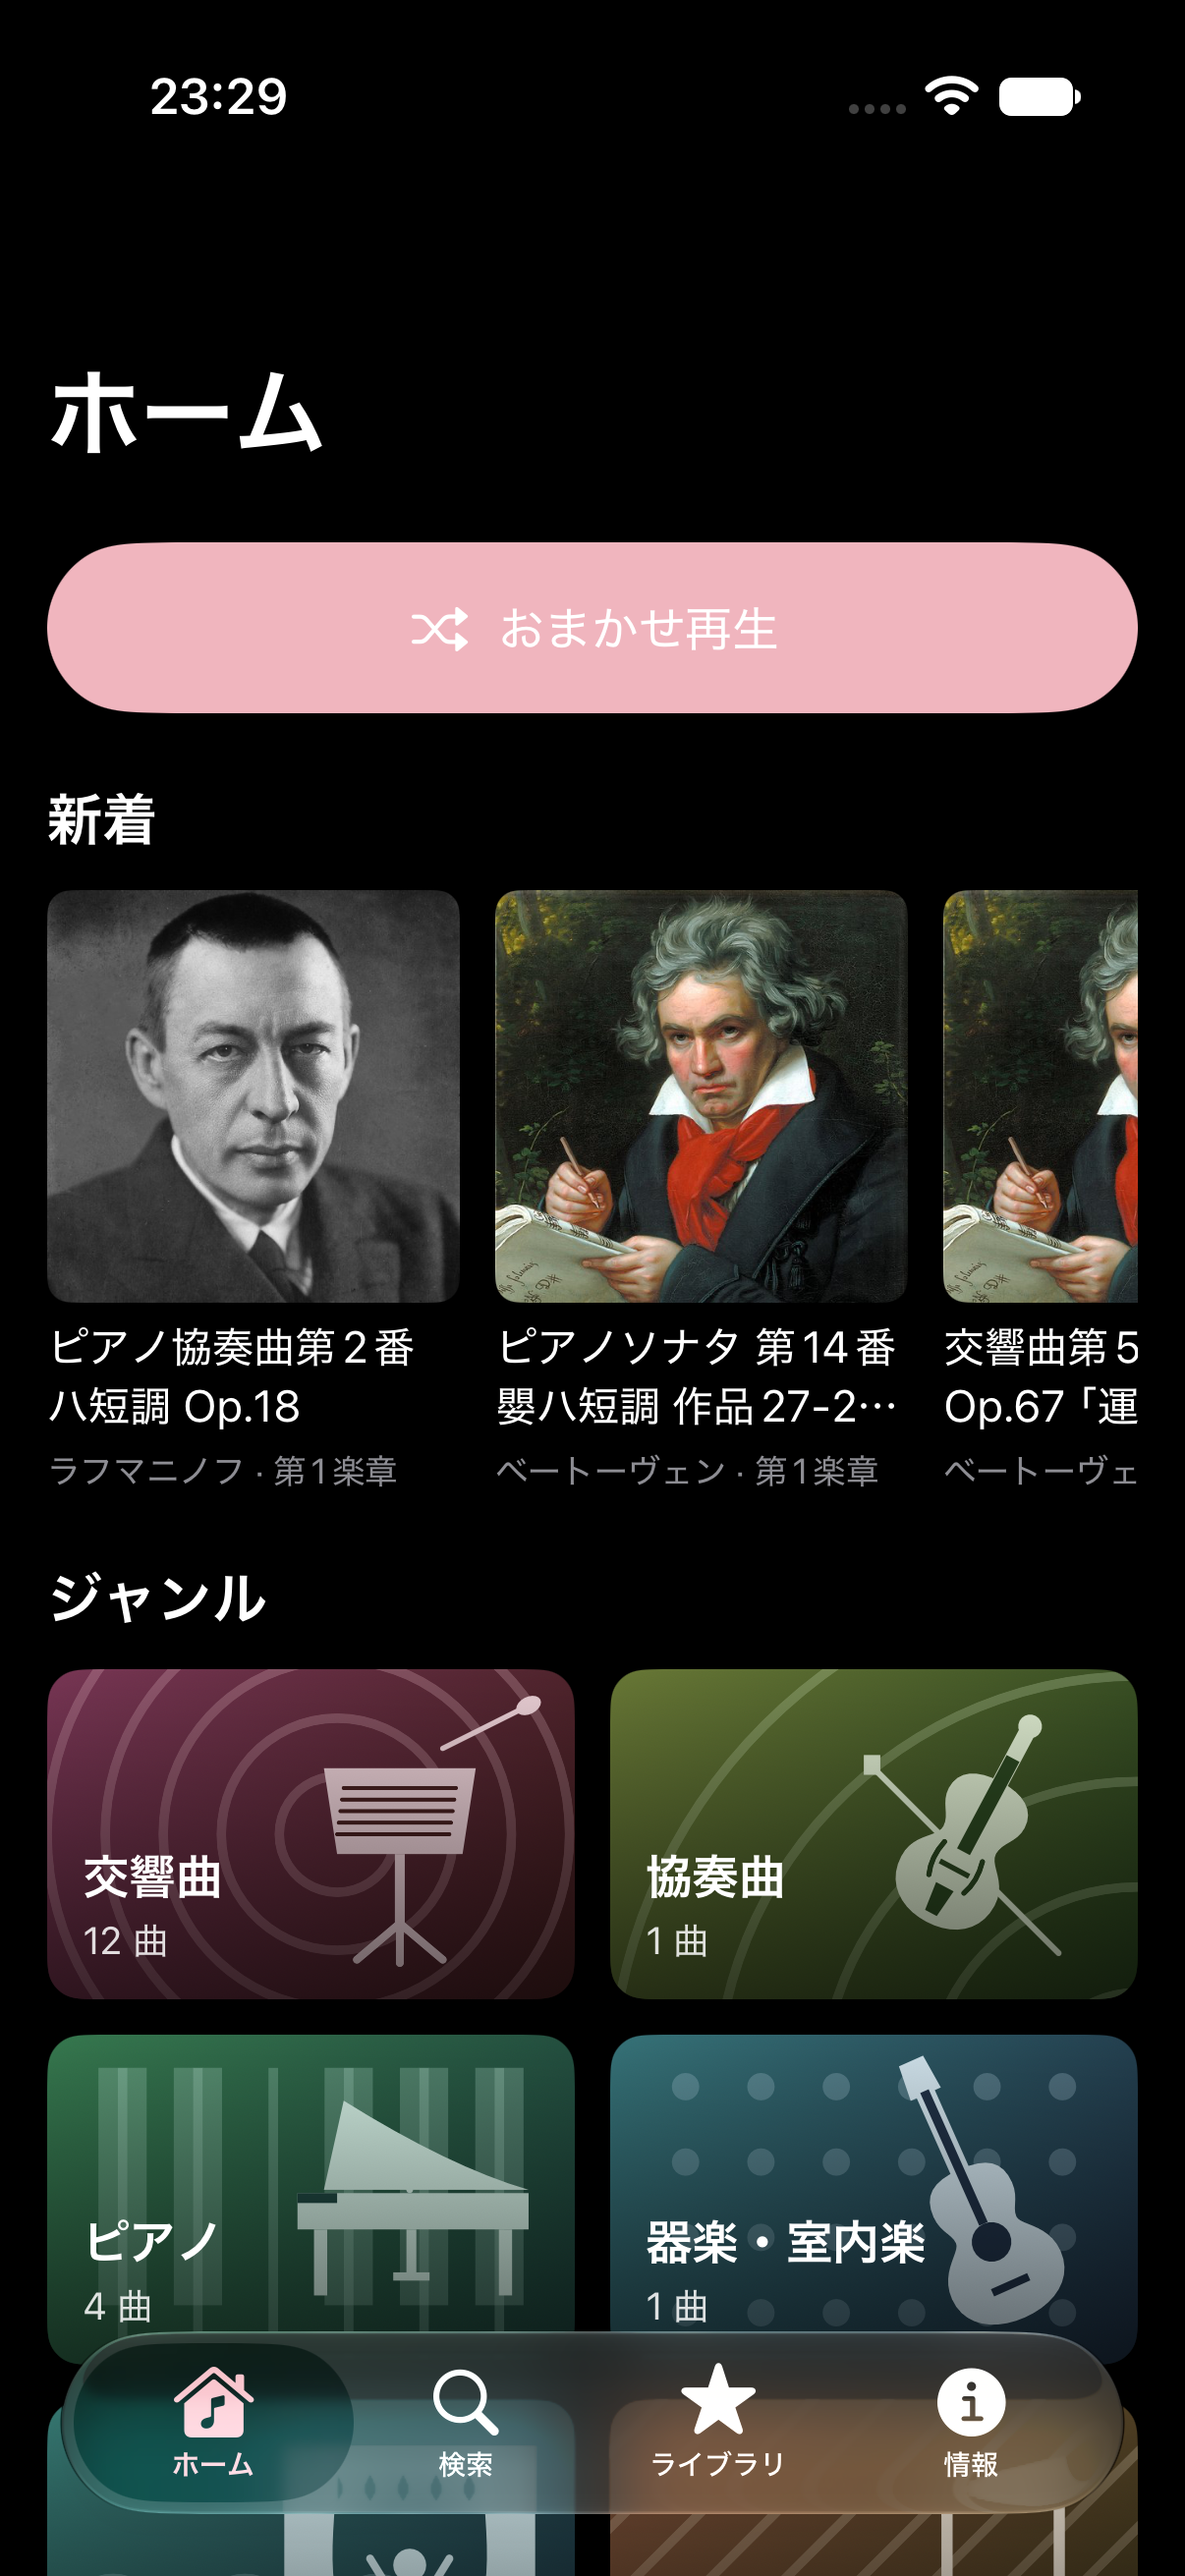 23:29
ホーム
おまかせ再生
新着
ピアノ協奏曲第2番
ハ短調 Op.18
ラフマニノフ · 第1楽章
ピアノソナタ 第14番
嬰ハ短調 作品27-2…
ベートーヴェン · 第1楽章
交響曲第5
Op.67「運
ベートーヴェ
ジャンル
交響曲
12 曲
協奏曲
1 曲
ピアノ
4 曲
器楽・室内楽
1 曲
ホーム
検索
ライブラリ
情報